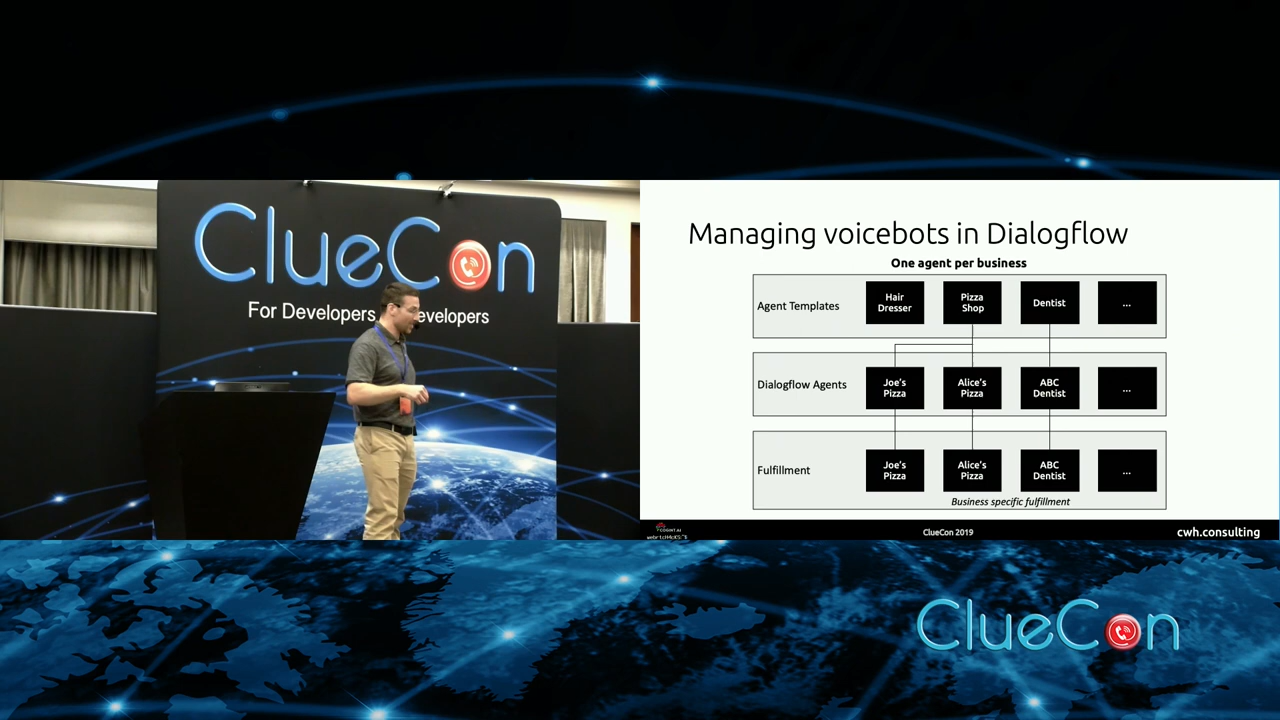 ClueCon
For Developers
evelopers
Managing voicebots in Dialogflow
One agent per business
Agent Templates
Hair
Dresser
Pizza
Shop
Dentist
...
Dialogflow Agents
Joe's
Pizza
Alice's
Pizza
ABC
Dentist
...
Fulfillment
Joe's
Pizza
Alice's
Pizza
ABC
Dentist
...
Business specific fulfillment
COGINT.AI
ClueCon 2019
cwh.consulting
ClueCon